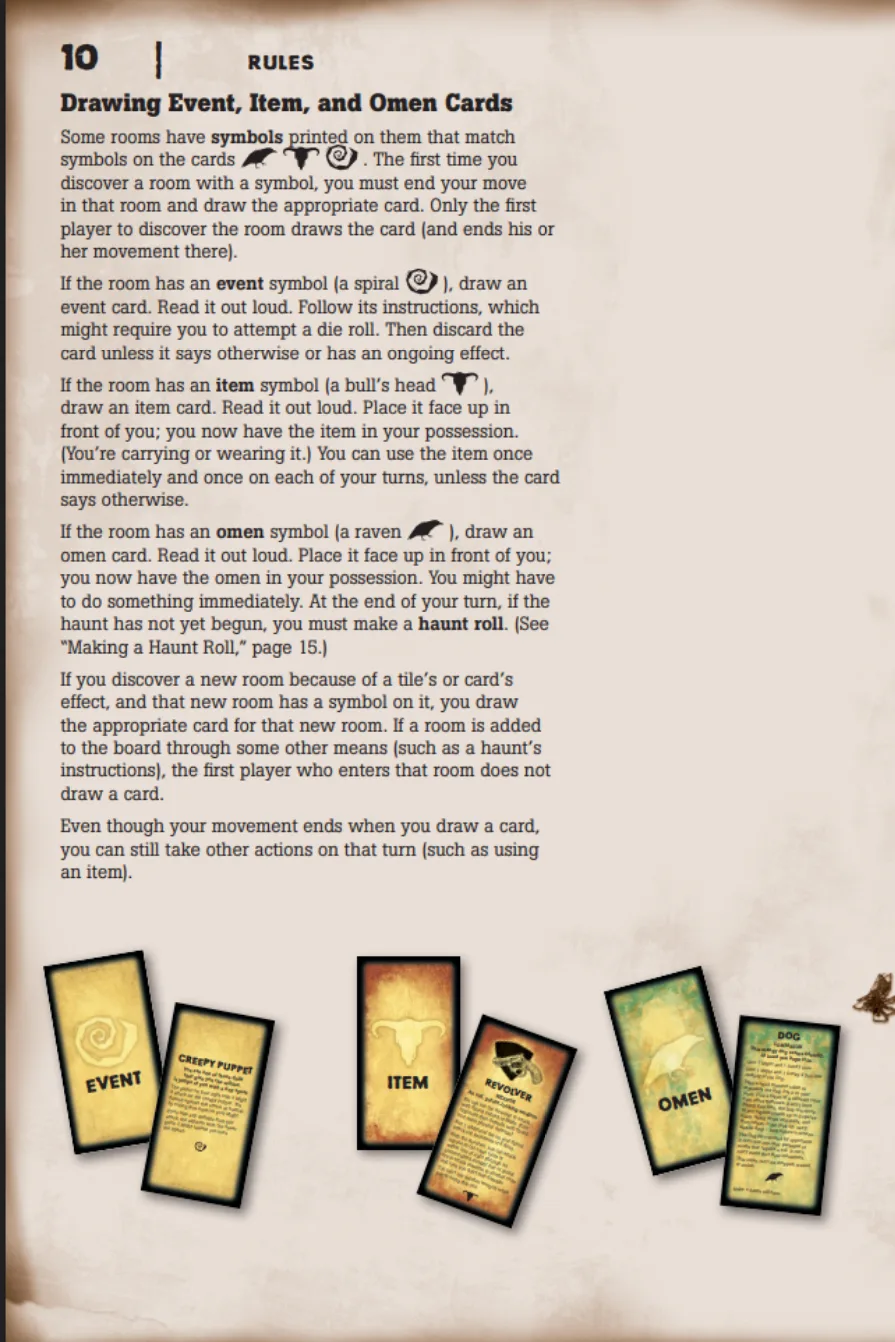 10 | RULES
Drawing Event, Item, and Omen Cards
Some rooms have symbols printed on them that match
symbols on the cards . The first time you
discover a room with a symbol, you must end your move
in that room and draw the appropriate card. Only the first
player to discover the room draws the card (and ends his or
her movement there).
If the room has an event symbol (a spiral ), draw an
event card. Read it out loud. Follow its instructions, which
might require you to attempt a die roll. Then discard the
card unless it says otherwise or has an ongoing effect.
If the room has an item symbol (a bull's head ),
draw an item card. Read it out loud. Place it face up in
front of you; you now have the item in your possession.
(You're carrying or wearing it.) You can use the item once
immediately and once on each of your turns, unless the card
says otherwise.
If the room has an omen symbol (a raven ), draw an
omen card. Read it out loud. Place it face up in front of you;
you now have the omen in your possession. You might have
to do something immediately. At the end of your turn, if the
haunt has not yet begun, you must make a haunt roll. (See
"Making a Haunt Roll," page 15.)
If you discover a new room because of a tile's or card's
effect, and that new room has a symbol on it, you draw
the appropriate card for that new room. If a room is added
to the board through some other means (such as a haunt's
instructions), the first player who enters that room does not
draw a card.
Even though your movement ends when you draw a card,
you can still take other actions on that turn (such as using
an item).
EVENT
CREEPY PUPPET
ITEM
REVOLVER
OMEN
DOG